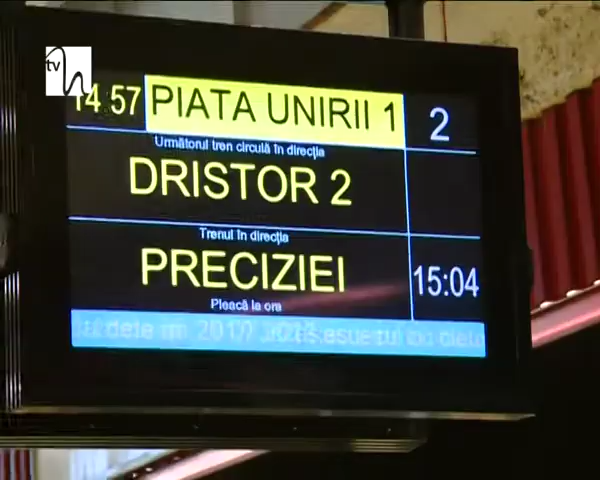 tvh
14 57 PIATA UNIRII 1 2
Următorul tren circulă în direcția
DRISTOR 2
Trenul în direcția
PRECIZIEI 15:04
Pleacă la ora